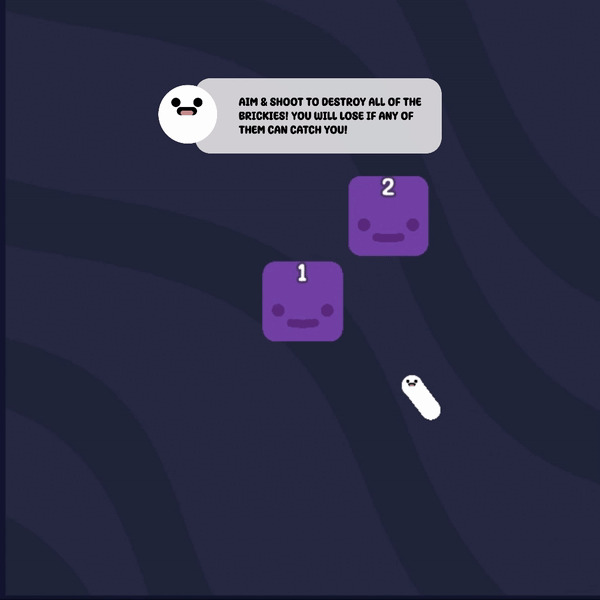 AIM & SHOOT TO DESTROY ALL OF THE
BRICKIES! YOU WILL LOSE IF ANY OF
THEM CAN CATCH YOU!
2
1